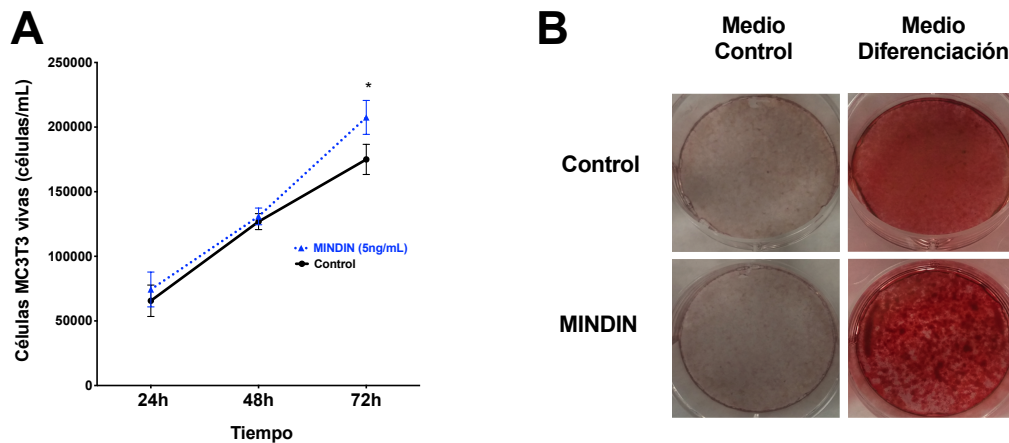 A
Células MC3T3 vivas (células/mL)
250000
200000
150000
100000
50000
0
*
MINDIN (5ng/mL)
Control
24h 48h 72h
Tiempo
B
Medio
Control
Medio
Diferenciación
Control
MINDIN